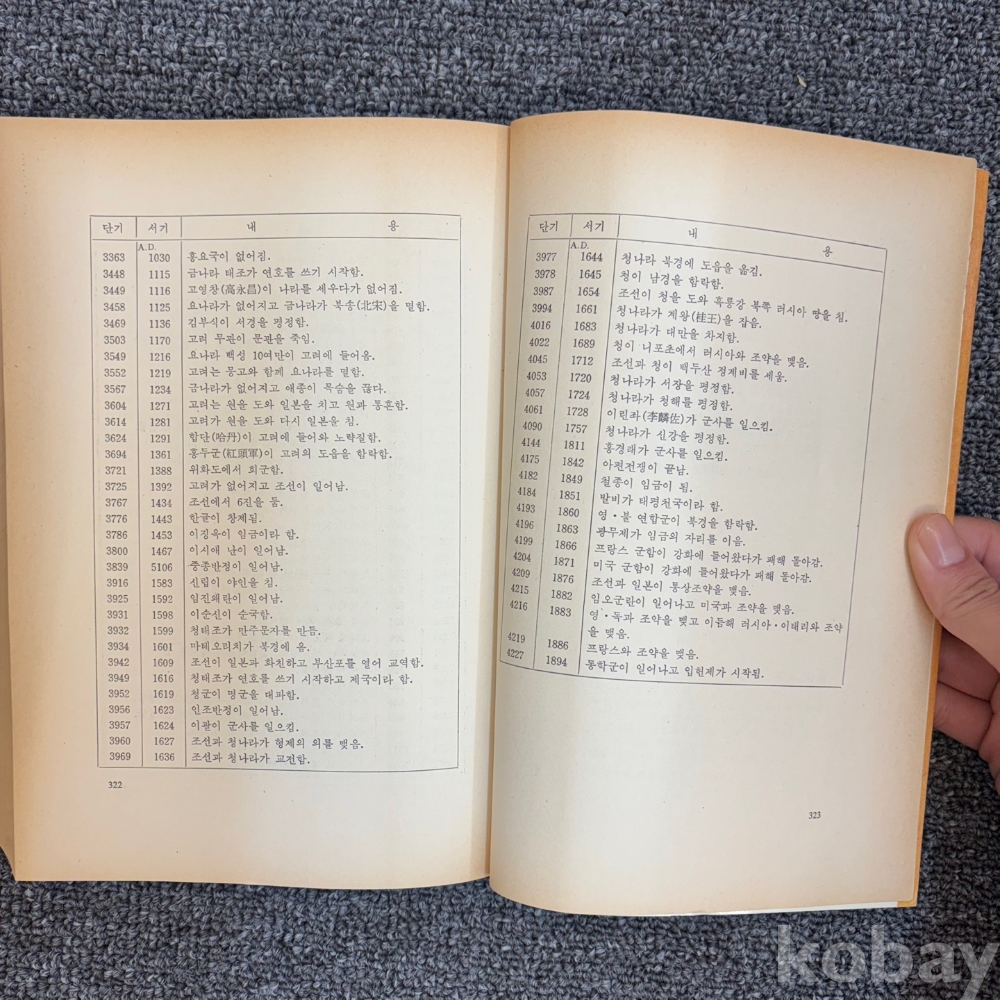 단기 서기 내 용
A.D.
3363 1030 흥요국이 없어짐.
3448 1115 금나라 태조가 연호를 쓰기 시작함.
3449 1116 고영창(高永昌)이 나라를 세우다가 없어짐.
3458 1125 요나라가 없어지고 금나라가 북송(北宋)을 멸함.
3469 1136 김부식이 서경을 평정함.
3503 1170 고려 무관이 문관을 죽임.
3549 1216 요나라 백성 10여만이 고려에 들어옴.
3552 1219 고려는 몽고와 함께 요나라를 멸함.
3567 1234 금나라가 없어지고 애종이 목숨을 끊다.
3604 1271 고려는 원을 도와 일본을 치고 원과 통혼함.
3614 1281 고려가 원을 도와 다시 일본을 침.
3624 1291 합단(哈丹)이 고려에 들어와 노략질함.
3694 1361 홍두군(紅頭軍)이 고려의 도읍을 함락함.
3721 1388 위화도에서 회군함.
3725 1392 고려가 없어지고 조선이 일어남.
3767 1434 조선에서 6진을 둠.
3776 1443 한글이 창제됨.
3786 1453 이징옥이 임금이라 함.
3800 1467 이시애 난이 일어남.
3839 5106 중종반정이 일어남.
3916 1583 신립이 야인을 침.
3925 1592 임진왜란이 일어남.
3931 1598 이순신이 순국함.
3932 1599 청태조가 만주문자를 만듬.
3934 1601 마테오리치가 북경에 옴.
3942 1609 조선이 일본과 화친하고 부산포를 열어 교역함.
3949 1616 청태조가 연호를 쓰기 시작하고 제국이라 함.
3952 1619 청군이 명군을 대파함.
3956 1623 인조반정이 일어남.
3957 1624 이괄이 군사를 일으킴.
3960 1627 조선과 청나라가 형제의 의를 맺음.
3969 1636 조선과 청나라가 교전함.
322
단기 서기 내 용
A.D.
3977 1644 청나라 북경에 도읍을 옮김.
3978 1645 청이 남경을 함락함.
3987 1654 조선이 청을 도와 흑룡강 북쪽 러시아 땅을 침.
3994 1661 청나라가 계왕(桂王)을 잡음.
4016 1683 청나라가 대만을 차지함.
4022 1689 청이 니포초에서 러시아와 조약을 맺음.
4045 1712 조선과 청이 백두산 정계비를 세움.
4053 1720 청나라가 서장을 평정함.
4057 1724 청나라가 청해를 평정함.
4061 1728 이린좌(李麟佐)가 군사를 일으킴.
4090 1757 청나라가 신강을 평정함.
4144 1811 홍경태가 군사를 일으킴.
4175 1842 아편전쟁이 끝남.
4182 1849 철종이 임금이 됨.
4184 1851 발비가 태평천국이라 함.
4193 1860 영·불 연합군이 북경을 함락함.
4196 1863 광무제가 임금의 자리를 이음.
4199 1866 프랑스 군함이 강화에 들어왔다가 패해 돌아감.
4204 1871 미국 군함이 강화에 들어왔다가 패해 돌아감.
4209 1876 조선과 일본이 통상조약을 맺음.
4215 1882 임오군란이 일어나고 미국과 조약을 맺음.
4216 1883 영·독과 조약을 맺고 이듬해 러시아·이태리와 조약
을 맺음.
4219 1886 프랑스와 조약을 맺음.
4227 1894 동학군이 일어나고 입헌제가 시작됨.
323
kobay